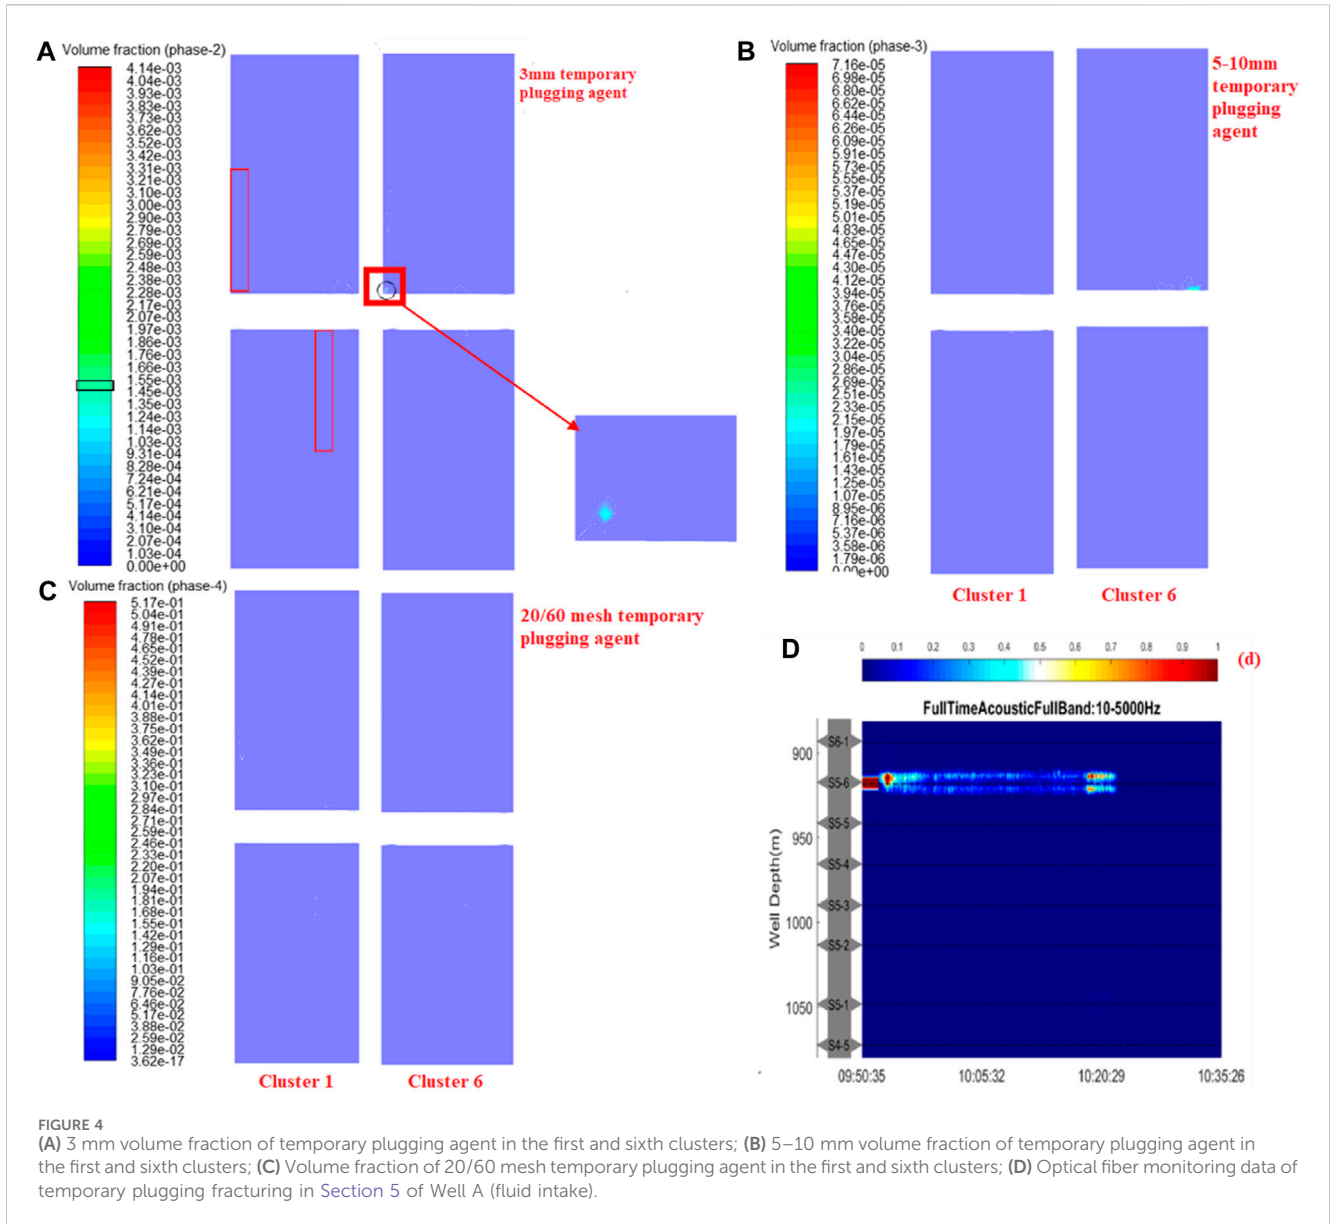 A
Volume fraction (phase-2)
4.14e-03
4.04e-03
3.93e-03
3.83e-03
3.73e-03
3.62e-03
3.52e-03
3.42e-03
3.31e-03
3.21e-03
3.10e-03
3.00e-03
2.90e-03
2.79e-03
2.69e-03
2.59e-03
2.48e-03
2.38e-03
2.28e-03
2.17e-03
2.07e-03
1.97e-03
1.86e-03
1.76e-03
1.66e-03
1.55e-03
1.45e-03
1.35e-03
1.24e-03
1.14e-03
1.03e-03
9.31e-04
8.28e-04
7.24e-04
6.21e-04
5.17e-04
4.14e-04
3.10e-04
2.07e-04
1.03e-04
0.00e+00
3mm temporary
plugging agent
B
Volume fraction (phase-3)
7.16e-05
6.98e-05
6.80e-05
6.62e-05
6.44e-05
6.26e-05
6.09e-05
5.91e-05
5.73e-05
5.55e-05
5.37e-05
5.19e-05
5.01e-05
4.83e-05
4.65e-05
4.47e-05
4.30e-05
4.12e-05
3.94e-05
3.76e-05
3.58e-05
3.40e-05
3.22e-05
3.04e-05
2.86e-05
2.69e-05
2.51e-05
2.33e-05
2.15e-05
1.97e-05
1.79e-05
1.61e-05
1.43e-05
1.25e-05
1.07e-05
8.95e-06
7.16e-06
5.37e-06
3.58e-06
1.79e-06
0.00e+00
5-10mm
temporary
plugging
agent
Cluster 1
Cluster 6
C
Volume fraction (phase-4)
5.17e-01
5.04e-01
4.91e-01
4.78e-01
4.65e-01
4.52e-01
4.39e-01
4.27e-01
4.14e-01
4.01e-01
3.88e-01
3.75e-01
3.62e-01
3.49e-01
3.36e-01
3.23e-01
3.10e-01
2.97e-01
2.84e-01
2.71e-01
2.59e-01
2.46e-01
2.33e-01
2.20e-01
2.07e-01
1.94e-01
1.81e-01
1.68e-01
1.55e-01
1.42e-01
1.29e-01
1.16e-01
1.03e-01
9.05e-02
7.76e-02
6.46e-02
5.17e-02
3.88e-02
2.59e-02
1.29e-02
3.62e-17
20/60 mesh temporary
plugging agent
Cluster 1
Cluster 6
D
0 0.1 0.2 0.3 0.4 0.5 0.6 0.7 0.8 0.9 1
(d)
FullTimeAcousticFullBand:10-5000Hz
Well Depth(m)
900
950
1000
1050
S6-1
S5-6
S5-5
S5-4
S5-3
S5-2
S5-1
S4-5
09:50:35 10:05:32 10:20:29 10:35:26
FIGURE 4
(A) 3 mm volume fraction of temporary plugging agent in the first and sixth clusters; (B) 5–10 mm volume fraction of temporary plugging agent in
the first and sixth clusters; (C) Volume fraction of 20/60 mesh temporary plugging agent in the first and sixth clusters; (D) Optical fiber monitoring data of
temporary plugging fracturing in Section 5 of Well A (fluid intake).